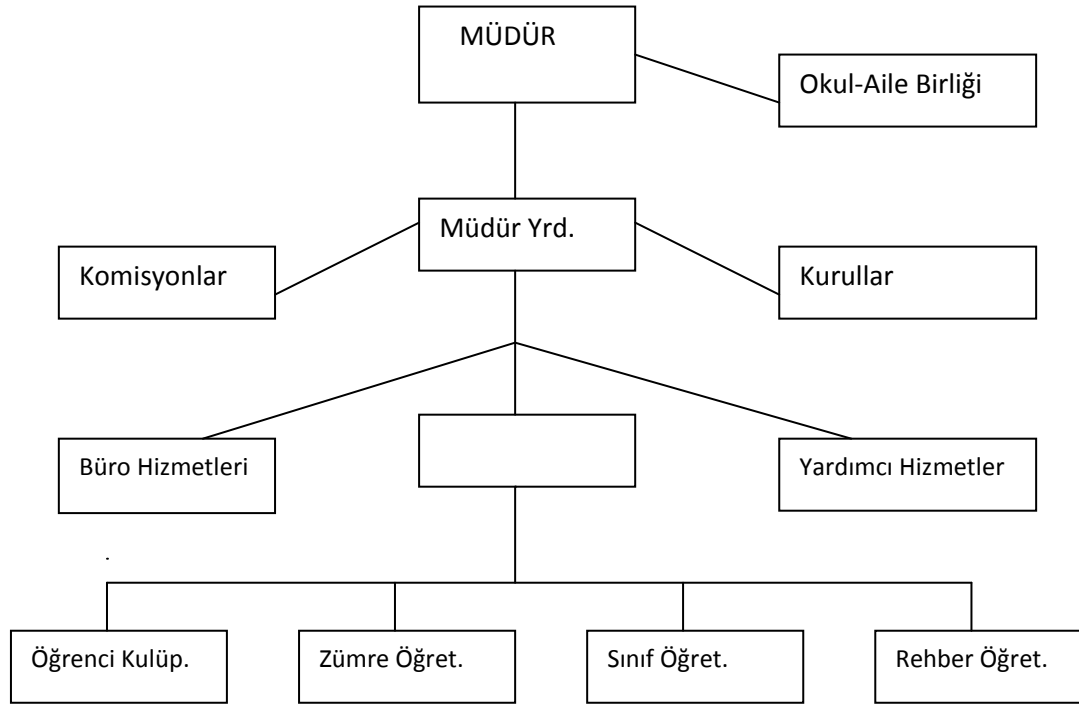 MÜDÜR
Okul-Aile Birliği
Müdür Yrd.
Komisyonlar
Kurullar
Büro Hizmetleri
Yardımcı Hizmetler
.
Öğrenci Kulüp.
Zümre Öğret.
Sınıf Öğret.
Rehber Öğret.